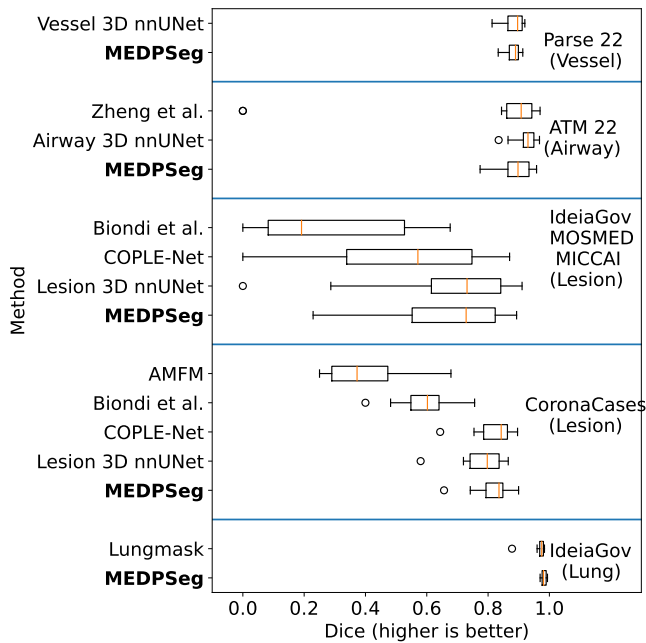 Vessel 3D nnUNet
MEDPSeg
Parse 22
(Vessel)
Zheng et al.
Airway 3D nnUNet
MEDPSeg
ATM 22
(Airway)
Biondi et al.
COPLE-Net
Lesion 3D nnUNet
MEDPSeg
IdeiaGov
MOSMED
MICCAI
(Lesion)
AMFM
Biondi et al.
COPLE-Net
Lesion 3D nnUNet
MEDPSeg
CoronaCases
(Lesion)
Lungmask
MEDPSeg
IdeiaGov
(Lung)
Method
0.0 0.2 0.4 0.6 0.8 1.0
Dice (higher is better)